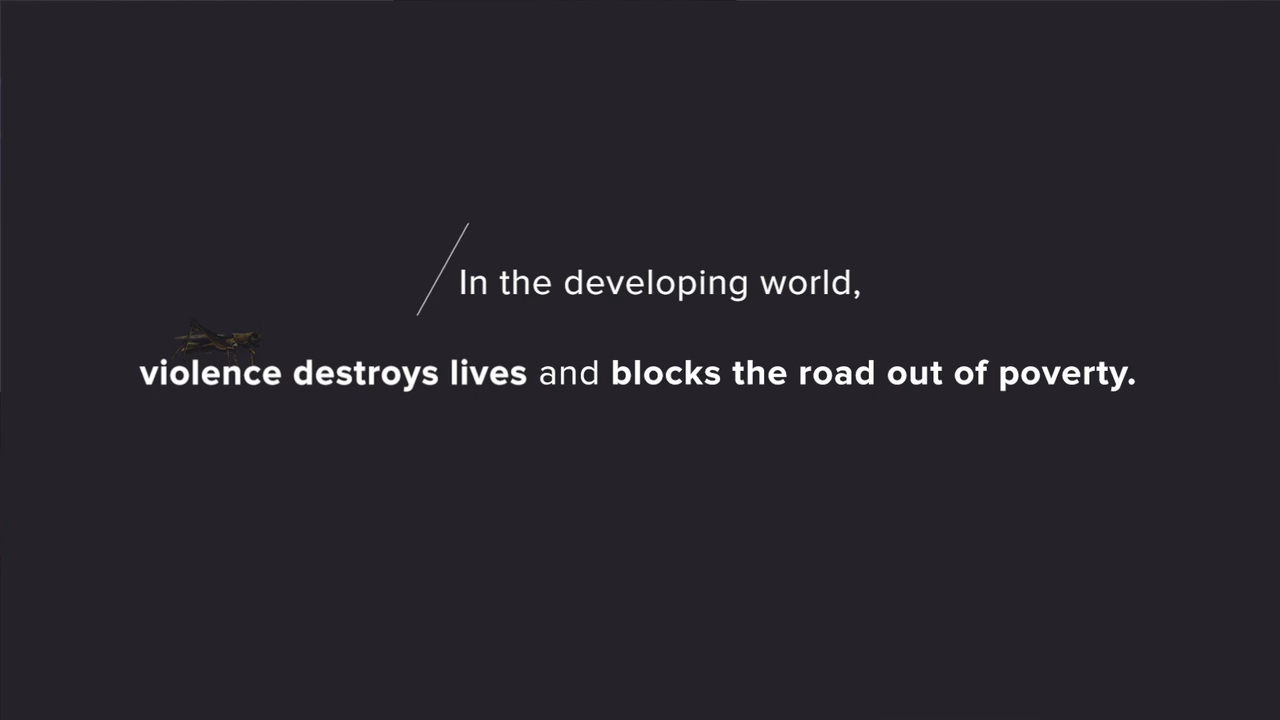 In the developing world,
violence destroys lives and blocks the road out of poverty.